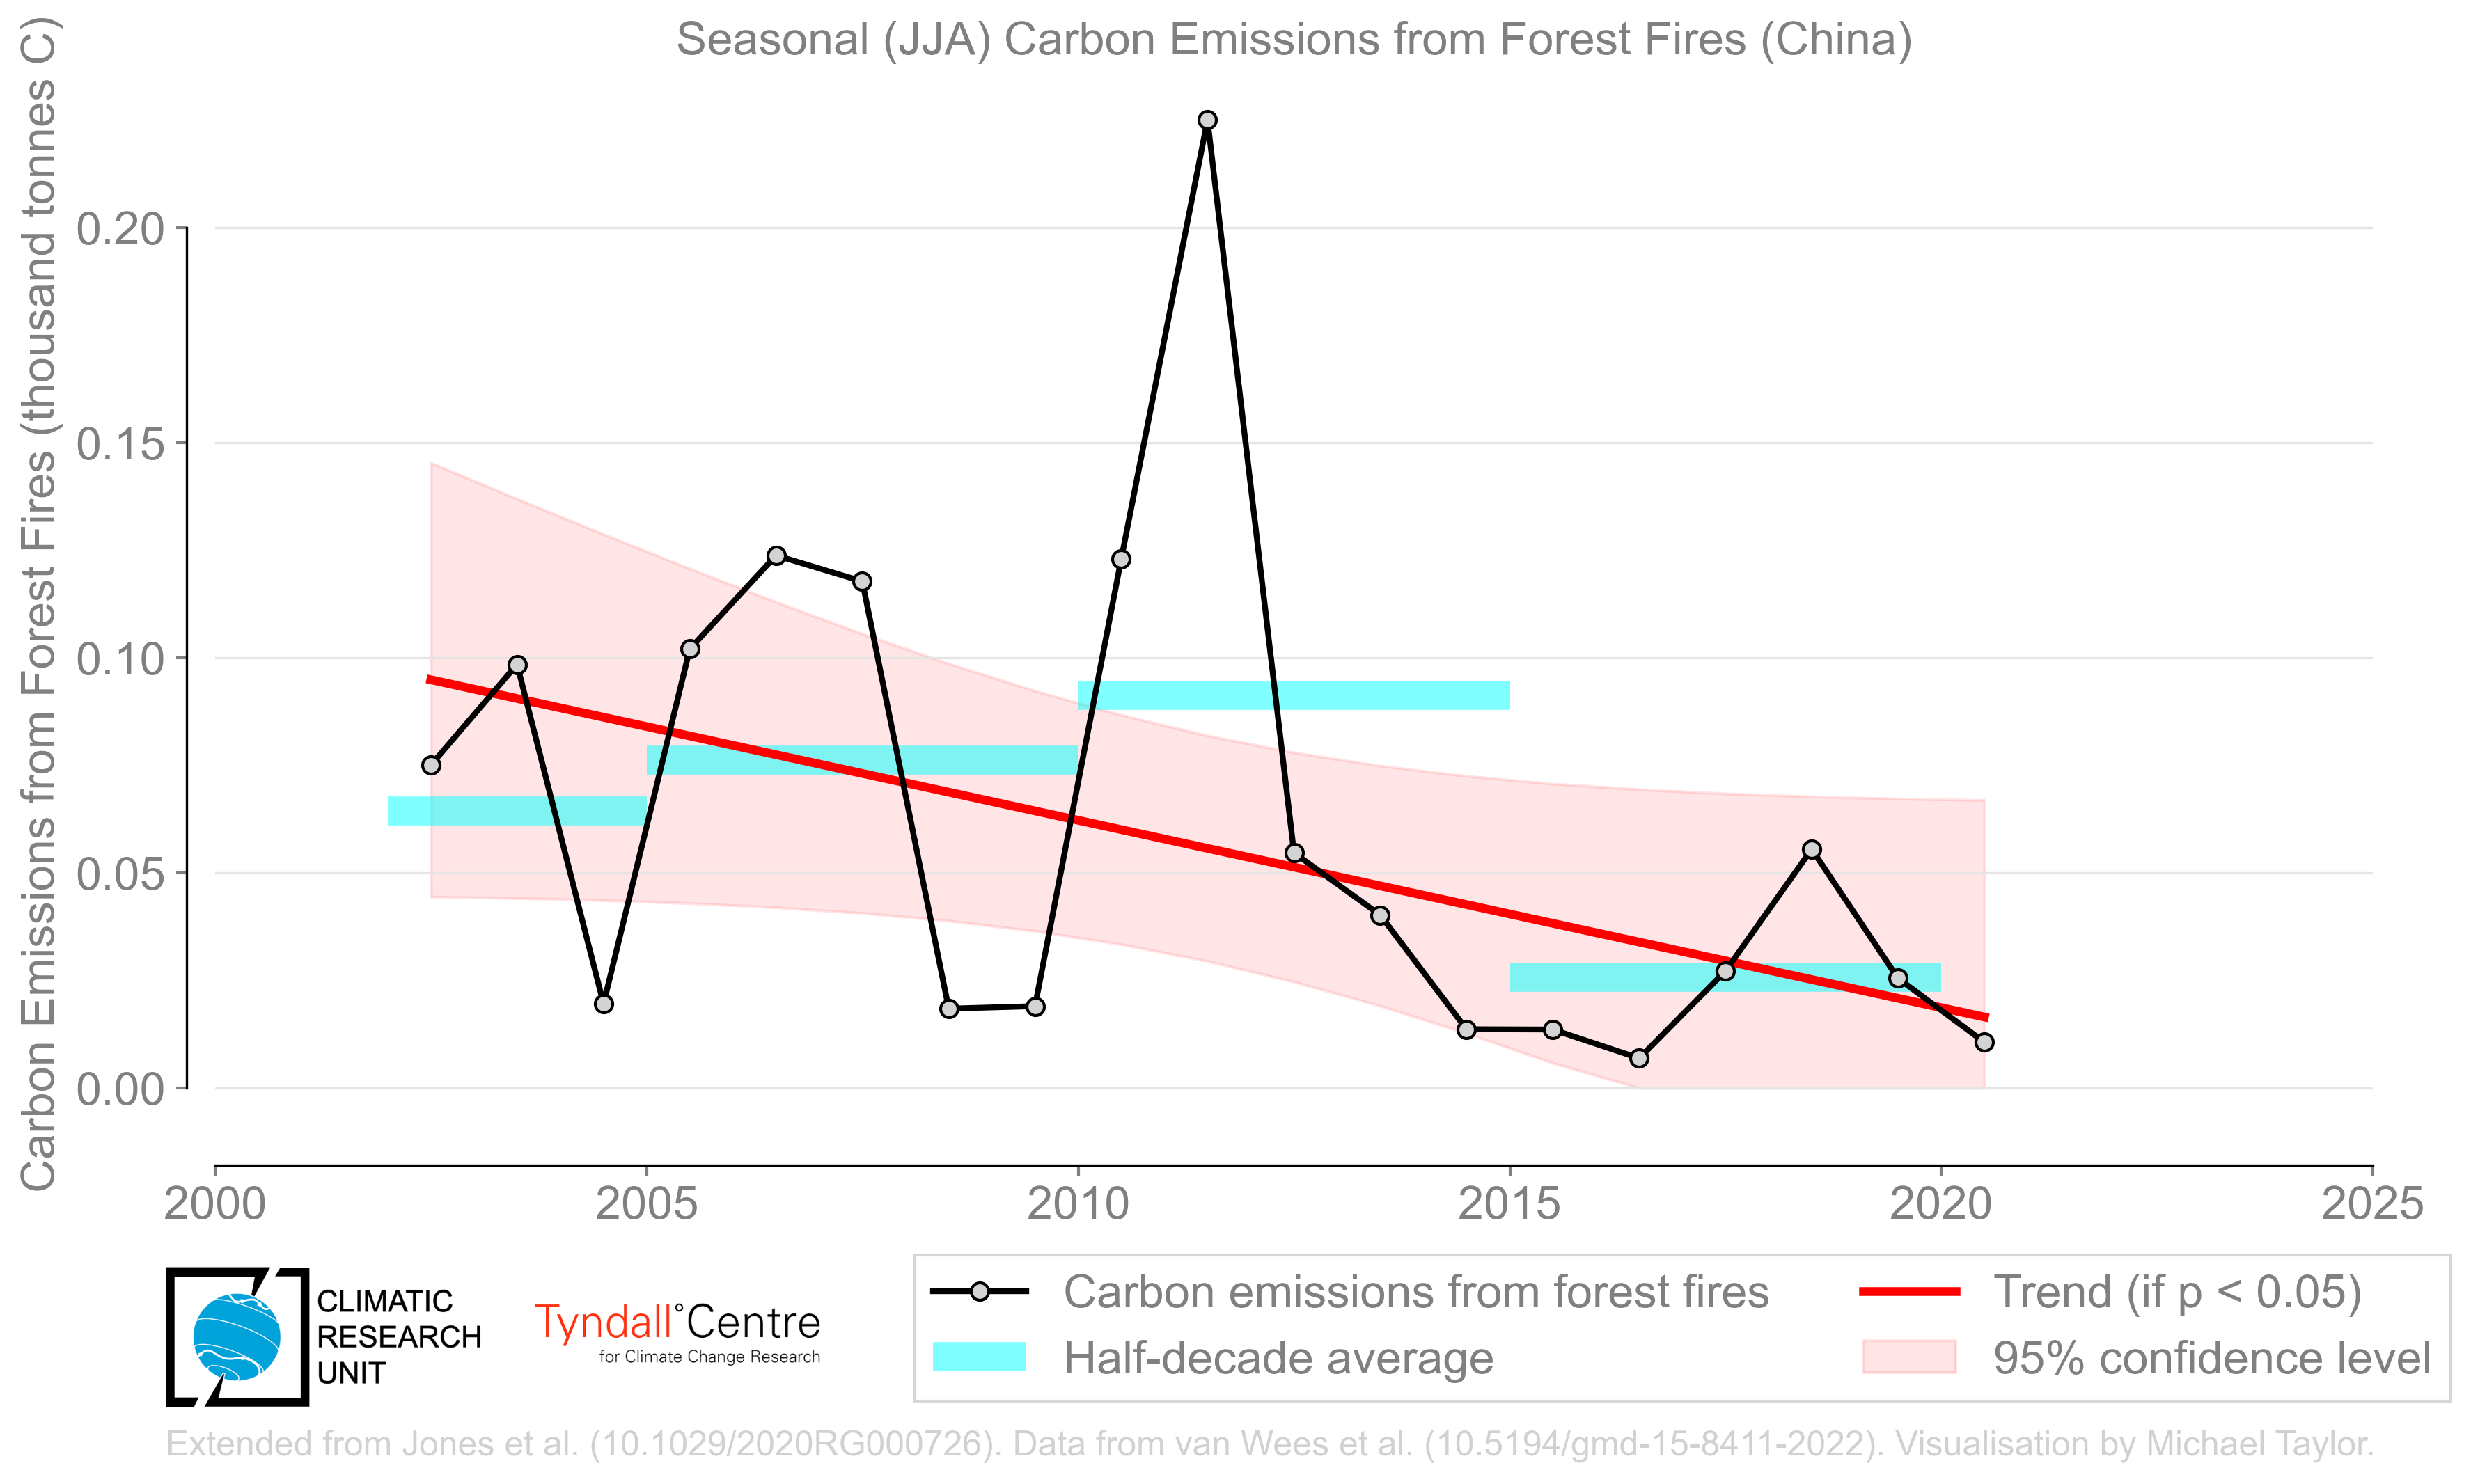 Seasonal (JJA) Carbon Emissions from Forest Fires (China)
Carbon Emissions from Forest Fires (thousand tonnes C)
0.20
0.15
0.10
0.05
0.00
2000 2005 2010 2015 2020 2025
CLIMATIC
RESEARCH
UNIT
Tyndall°Centre
for Climate Change Research
Carbon emissions from forest fires
Half-decade average
Trend (if p < 0.05)
95% confidence level
Extended from Jones et al. (10.1029/2020RG000726). Data from van Wees et al. (10.5194/gmd-15-8411-2022). Visualisation by Michael Taylor.